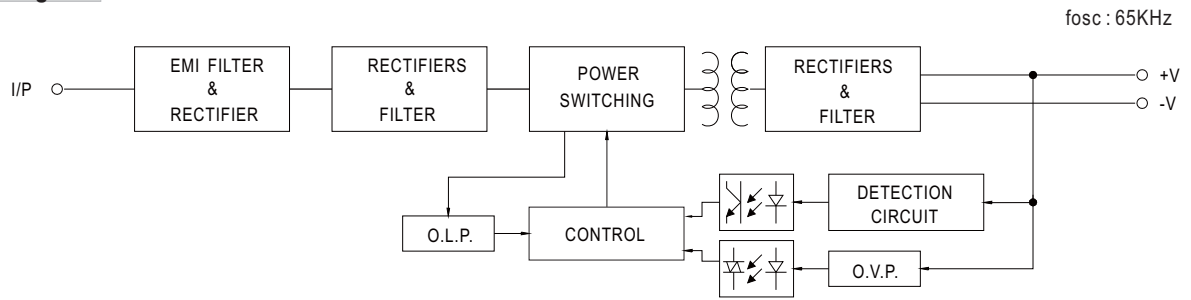 fosc : 65KHz
I/P
EMI FILTER
&
RECTIFIER
RECTIFIERS
&
FILTER
POWER
SWITCHING
RECTIFIERS
&
FILTER
+V
-V
DETECTION
CIRCUIT
O.L.P.
CONTROL
O.V.P.